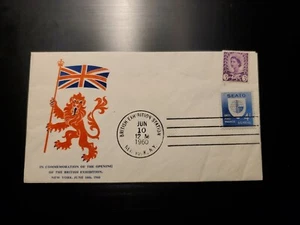 SEATO
BRITISH EXHIBITION STATION
JUN
10
1960
N.Y.
IN COMMEMORATION OF THE OPENING
OF THE BRITISH EXHIBITION,
NEW YORK, JUNE 10th, 1960